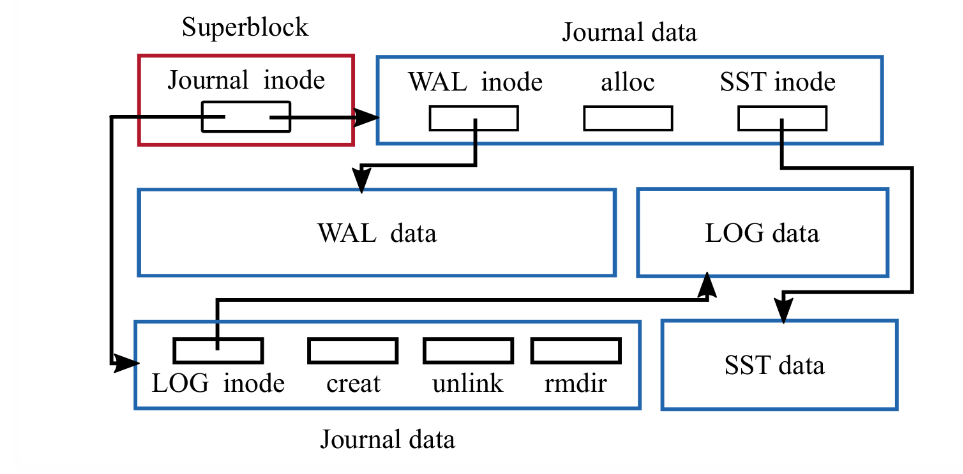 Superblock
Journal data
Journal inode
WAL inode
alloc
SST inode
WAL data
LOG data
SST data
LOG inode
creat
unlink
rmdir
Journal data